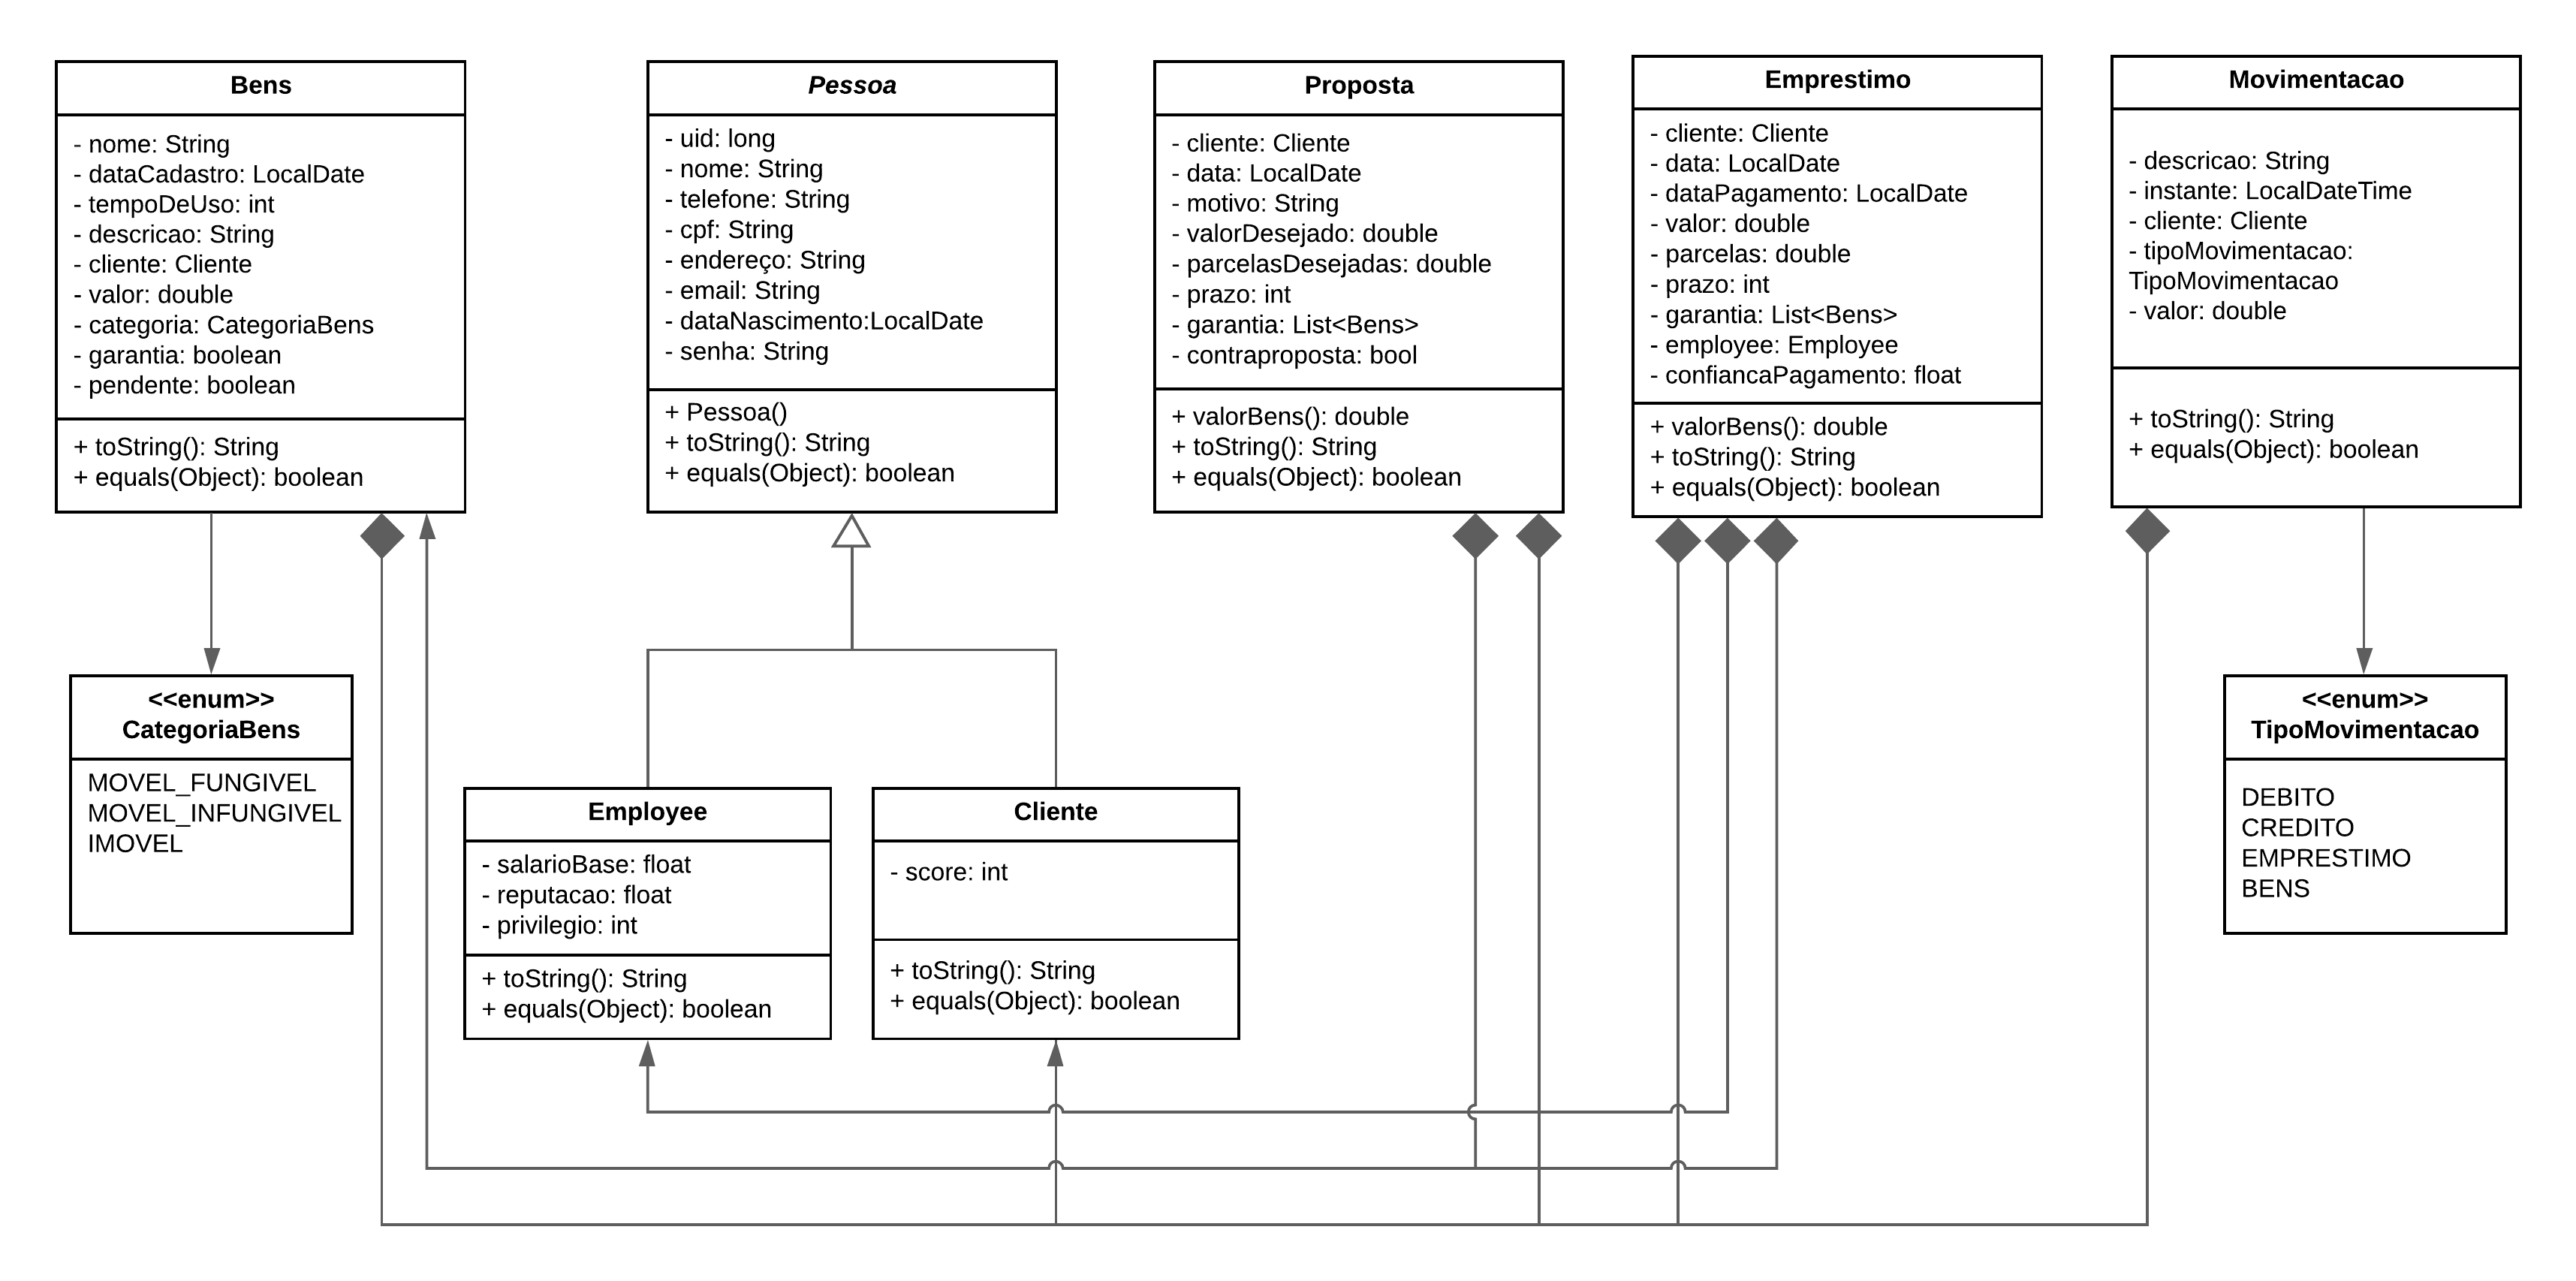 Bens
- nome: String
- dataCadastro: LocalDate
- tempoDeUso: int
- descricao: String
- cliente: Cliente
- valor: double
- categoria: CategoriaBens
- garantia: boolean
- pendente: boolean
+ toString(): String
+ equals(Object): boolean
Pessoa
- uid: long
- nome: String
- telefone: String
- cpf: String
- endereço: String
- email: String
- dataNascimento:LocalDate
- senha: String
+ Pessoa()
+ toString(): String
+ equals(Object): boolean
Proposta
- cliente: Cliente
- data: LocalDate
- motivo: String
- valorDesejado: double
- parcelasDesejadas: double
- prazo: int
- garantia: List<Bens>
- contraproposta: bool
+ valorBens(): double
+ toString(): String
+ equals(Object): boolean
Emprestimo
- cliente: Cliente
- data: LocalDate
- dataPagamento: LocalDate
- valor: double
- parcelas: double
- prazo: int
- garantia: List<Bens>
- employee: Employee
- confiancaPagamento: float
+ valorBens(): double
+ toString(): String
+ equals(Object): boolean
Movimentacao
- descricao: String
- instante: LocalDateTime
- cliente: Cliente
- tipoMovimentacao:
TipoMovimentacao
- valor: double
+ toString(): String
+ equals(Object): boolean
<<enum>>
CategoriaBens
MOVEL_FUNGIVEL
MOVEL_INFUNGIVEL
IMOVEL
Employee
- salarioBase: float
- reputacao: float
- privilegio: int
+ toString(): String
+ equals(Object): boolean
Cliente
- score: int
+ toString(): String
+ equals(Object): boolean
<<enum>>
TipoMovimentacao
DEBITO
CREDITO
EMPRESTIMO
BENS